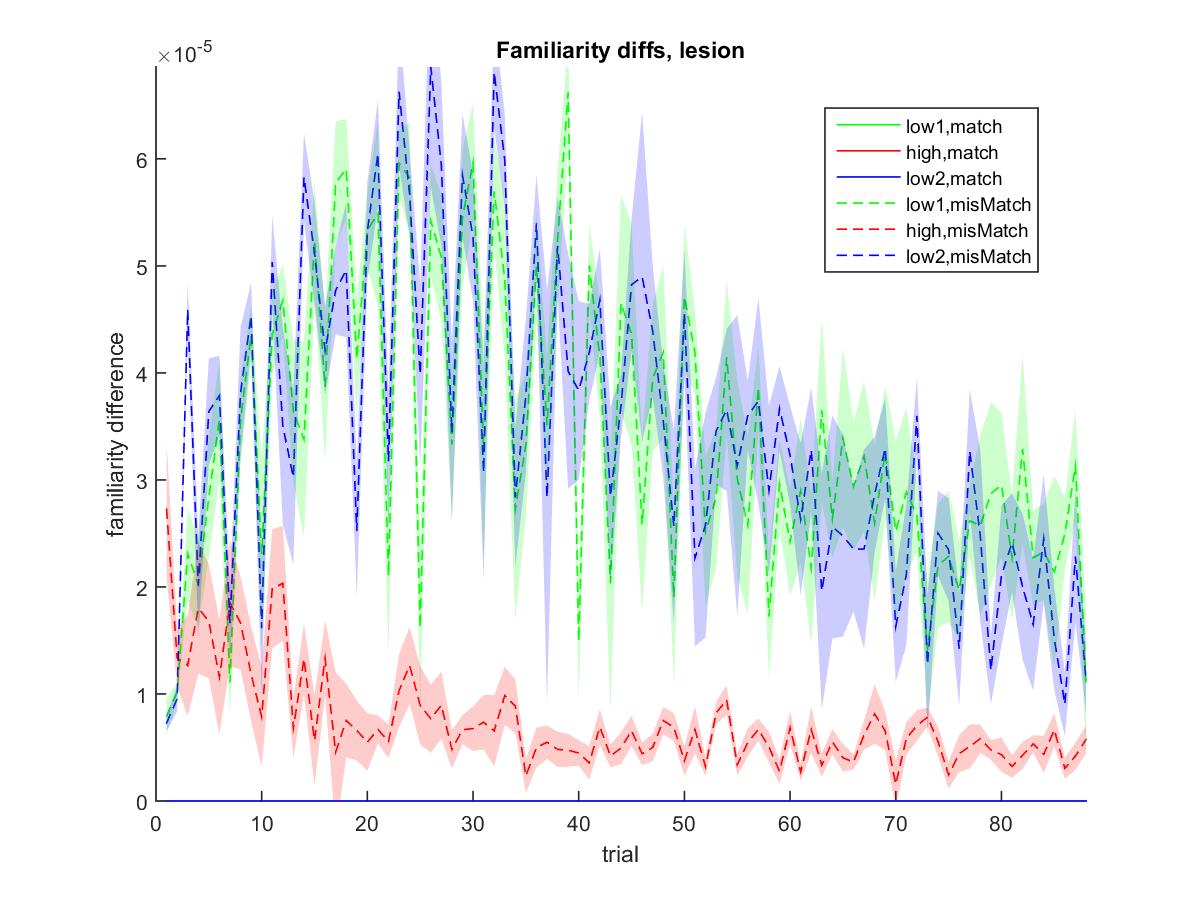 Familiarity diffs, lesion
×10-5
familiarity difference
6
5
4
3
2
1
0
low1,match
high,match
low2,match
low1,misMatch
high,misMatch
low2,misMatch
0 10 20 30 40 50 60 70 80
trial